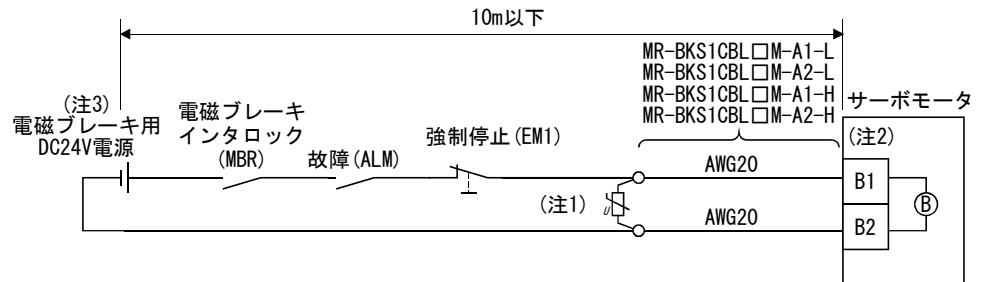 10m以下
MR-BKS1CBL□M-A1-L
MR-BKS1CBL□M-A2-L
MR-BKS1CBL□M-A1-H
MR-BKS1CBL□M-A2-H
サーボモータ
(注3)
電磁ブレーキ用
DC24V電源
電磁ブレーキ
インタロック
(MBR)
故障(ALM)
強制停止(EM1)
(注2)
AWG20
B1
(注1)
U
B
AWG20
B2